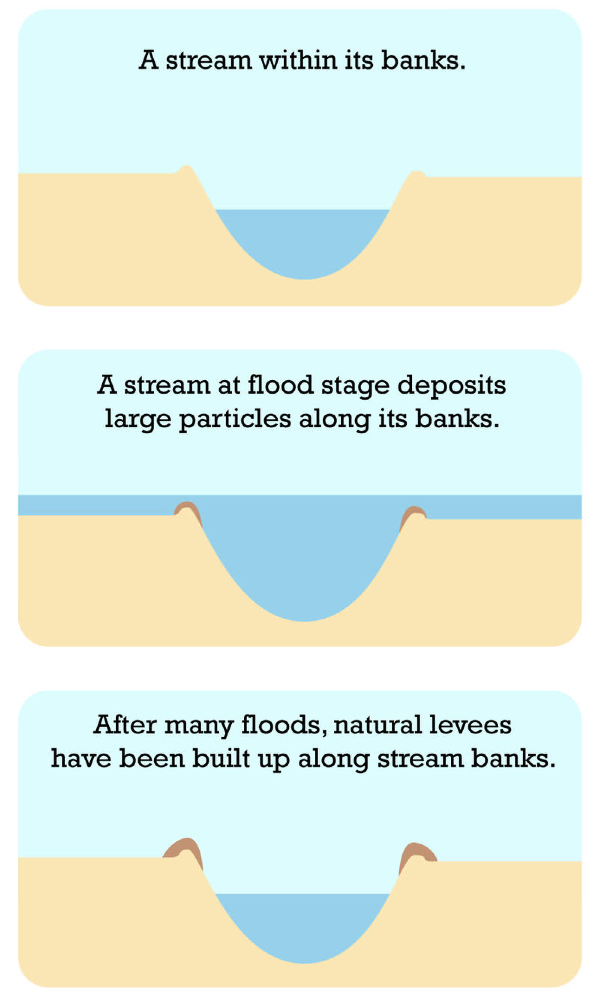 A stream within its banks.
A stream at flood stage deposits
large particles along its banks.
After many floods, natural levees
have been built up along stream banks.